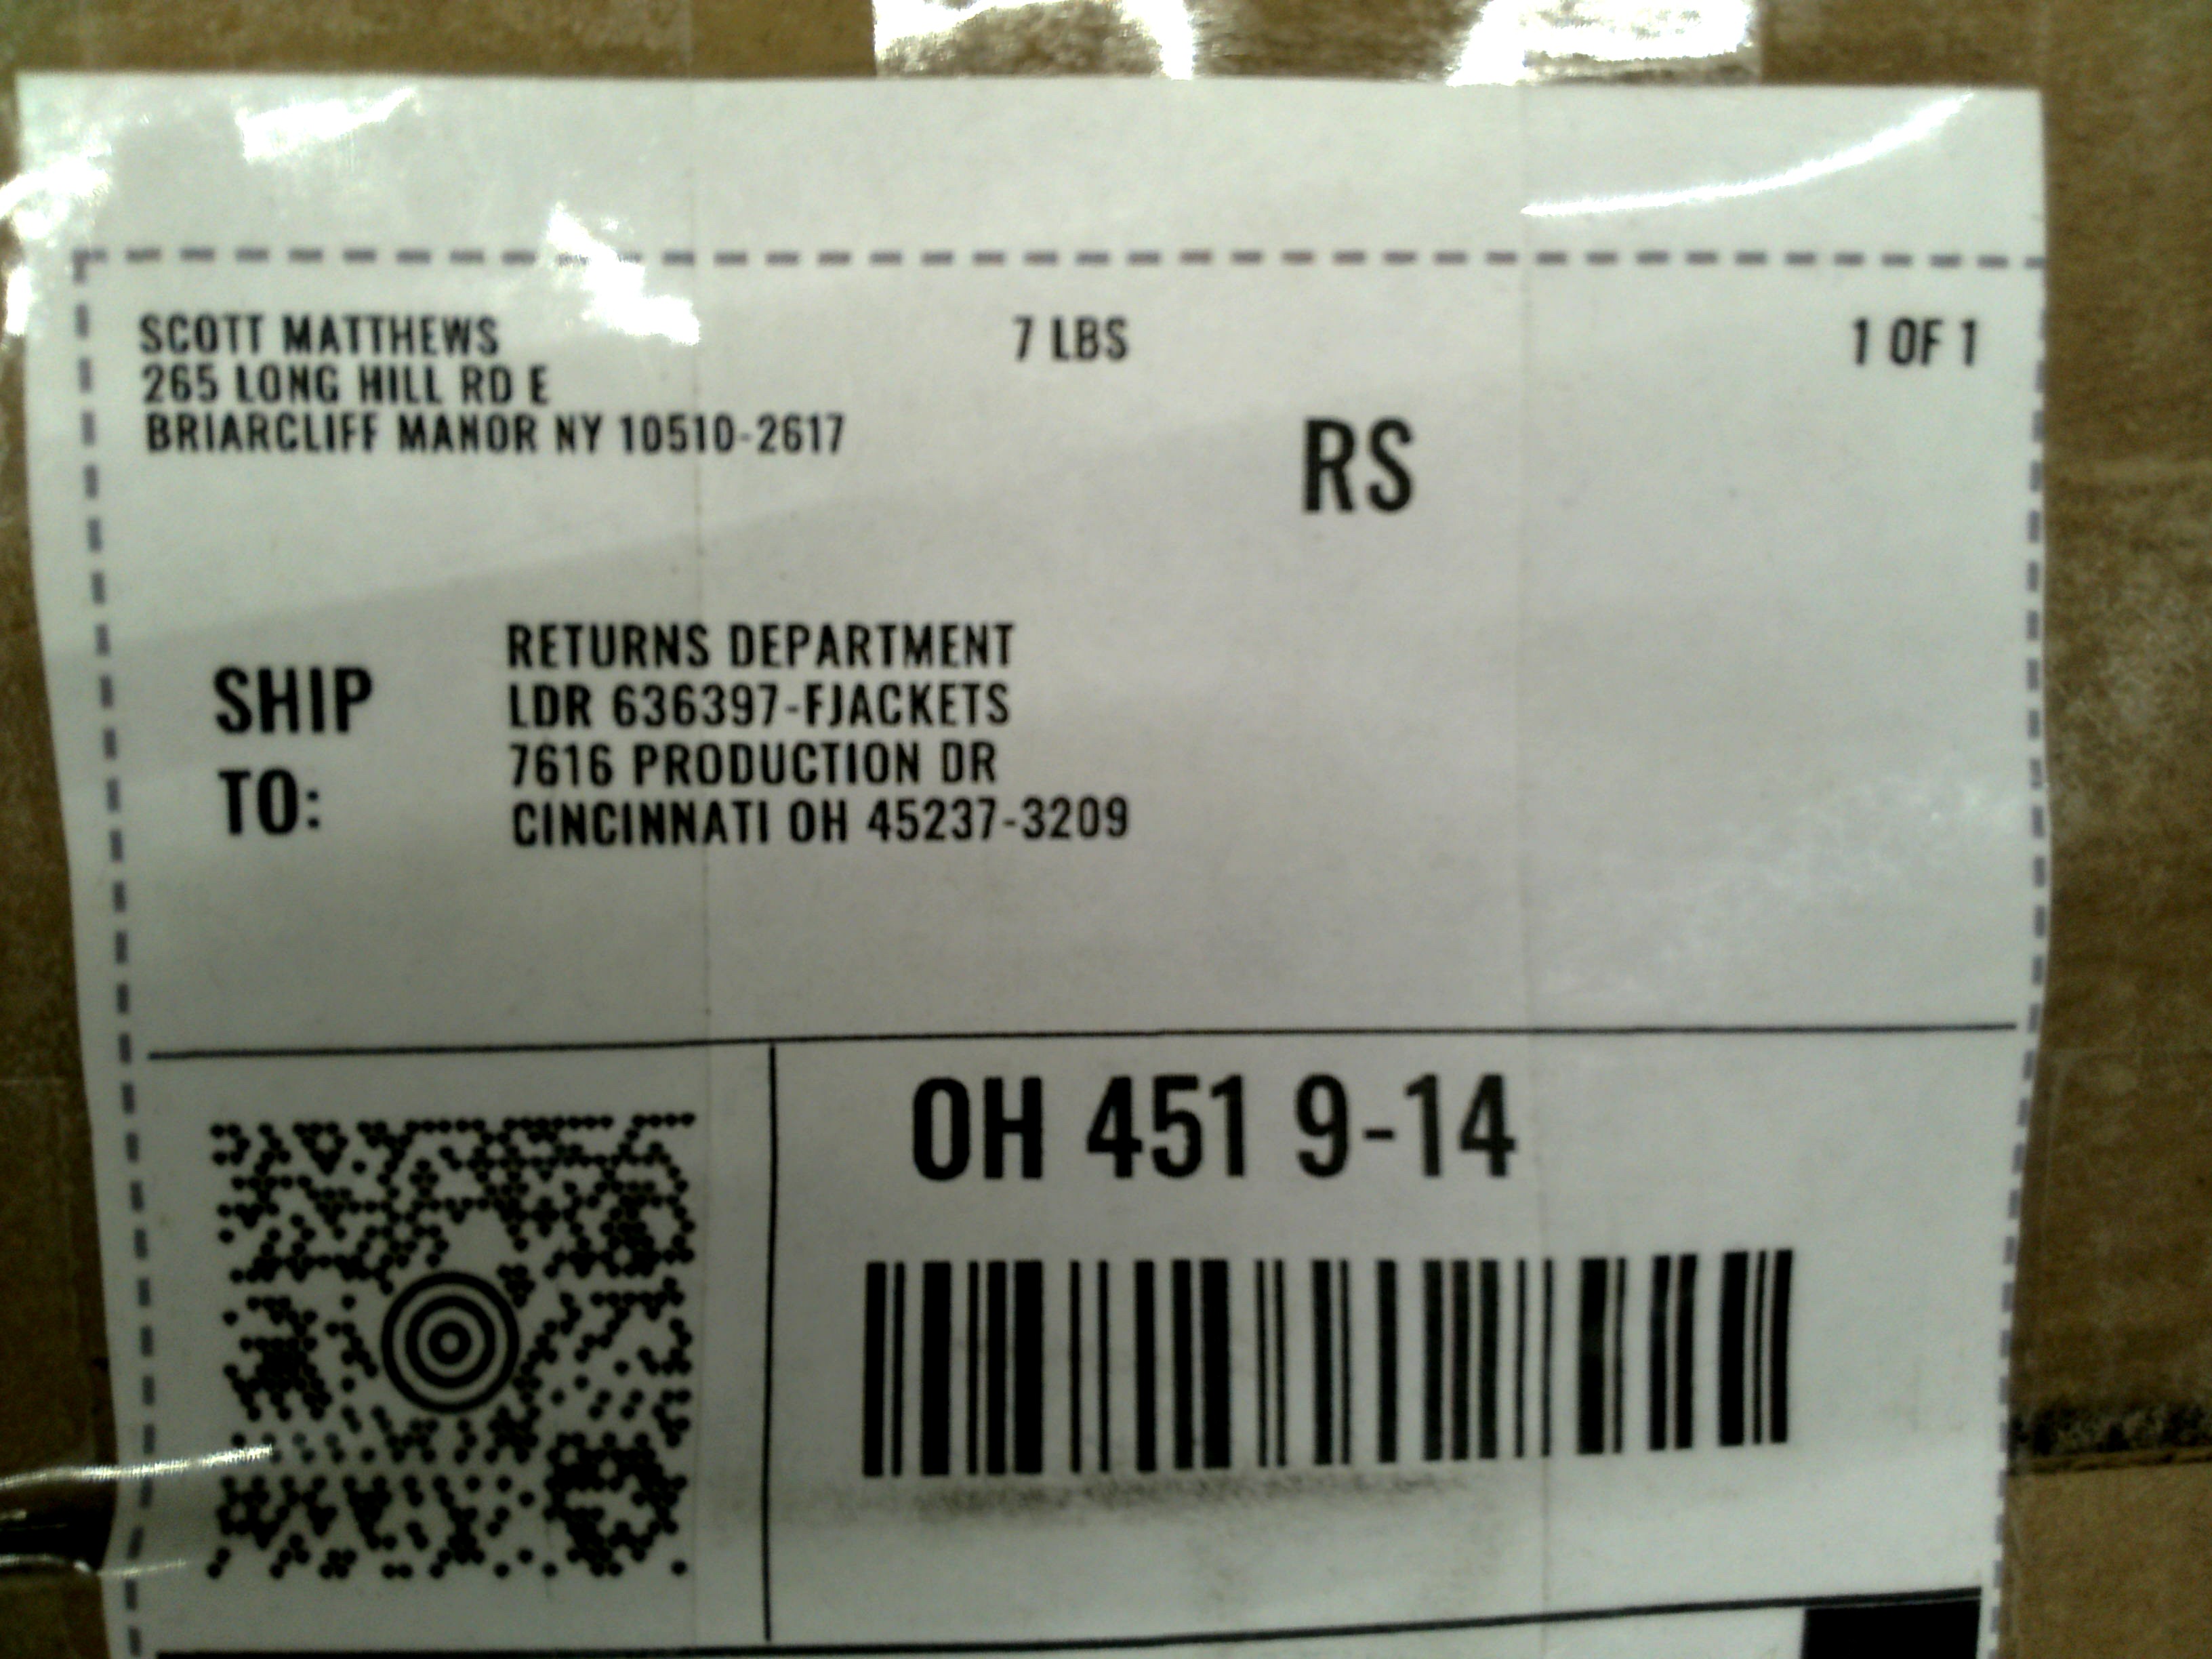 SCOTT MATTHEWS
265 LONG HILL RD E
BRIARCLIFF MANOR NY 10510-2617
7 LBS
1 OF 1
RS
SHIP
TO:
RETURNS DEPARTMENT
LDR 636397-FJACKETS
7616 PRODUCTION DR
CINCINNATI OH 45237-3209
OH 451 9-14